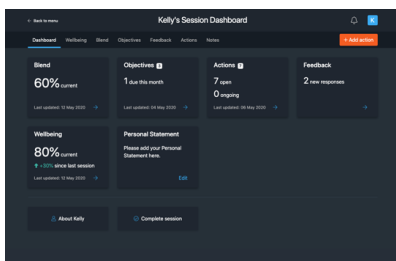 ← Back to menu
Kelly's Session Dashboard
K
Dashboard Wellbeing Blend Objectives Feedback Actions Notes
+ Add action
Blend
60% current
Last updated: 12 May 2020 →
Objectives 3
1 due this month
Last updated: 04 May 2020 →
Actions 7
7 open
0 ongoing
Last updated: 06 May 2020 →
Feedback
2 new responses
→
Wellbeing
80% current
↑ +20% since last session
Last updated: 12 May 2020 →
Personal Statement
Please add your Personal
Statement here.
Edit
About Kelly
Complete session